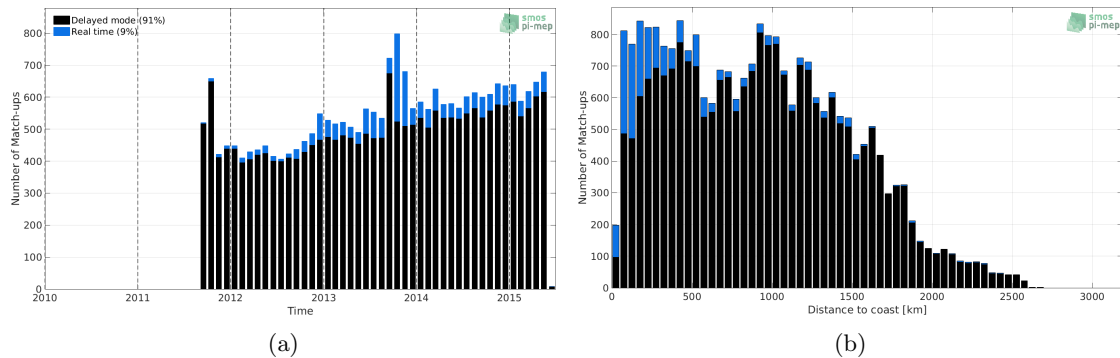 Delayed mode (91%)
Real time (9%)
smos
pi-mep
Number of Match-ups
800
700
600
500
400
300
200
100
0
2010 2011 2012 2013 2014 2015
Time
(a)
smos
pi-mep
Number of Match-ups
800
700
600
500
400
300
200
100
0
0 500 1000 1500 2000 2500 3000
Distance to coast [km]
(b)